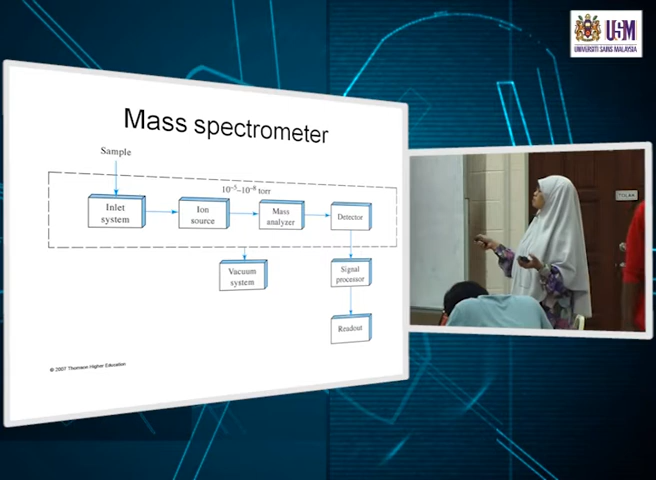 USM
UNIVERSITI SAINS MALAYSIA
Mass spectrometer
Sample
10⁻⁵–10⁻⁸ torr
Inlet
system
Ion
source
Mass
analyzer
Detector
Vacuum
system
Signal
processor
Readout
© 2007 Thomson Higher Education